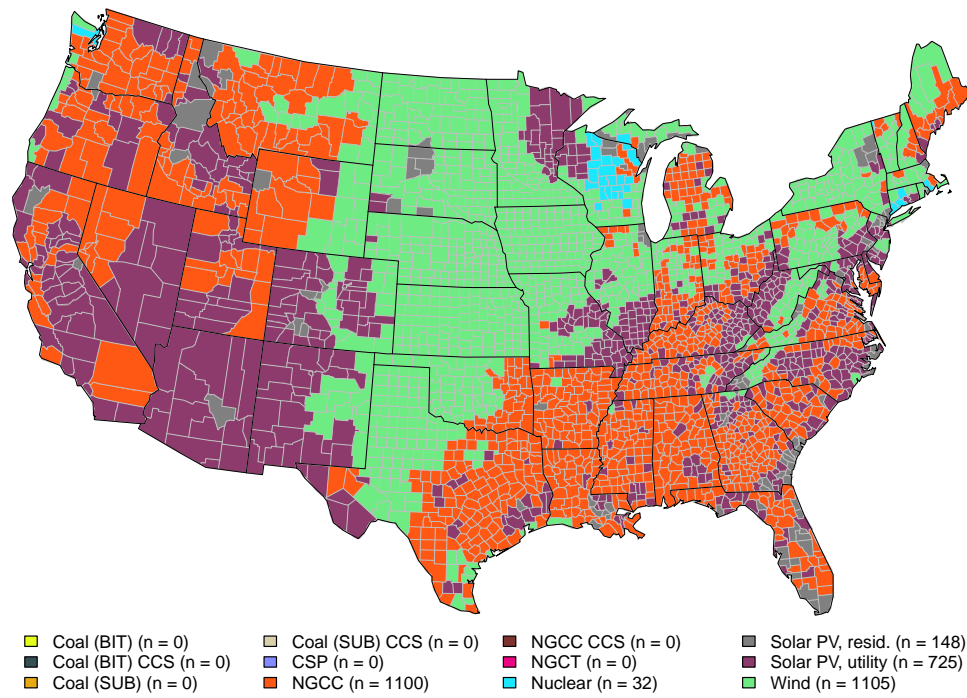 Coal (BIT) (n = 0)
Coal (BIT) CCS (n = 0)
Coal (SUB) (n = 0)
Coal (SUB) CCS (n = 0)
CSP (n = 0)
NGCC (n = 1100)
NGCC CCS (n = 0)
NGCT (n = 0)
Nuclear (n = 32)
Solar PV, resid. (n = 148)
Solar PV, utility (n = 725)
Wind (n = 1105)